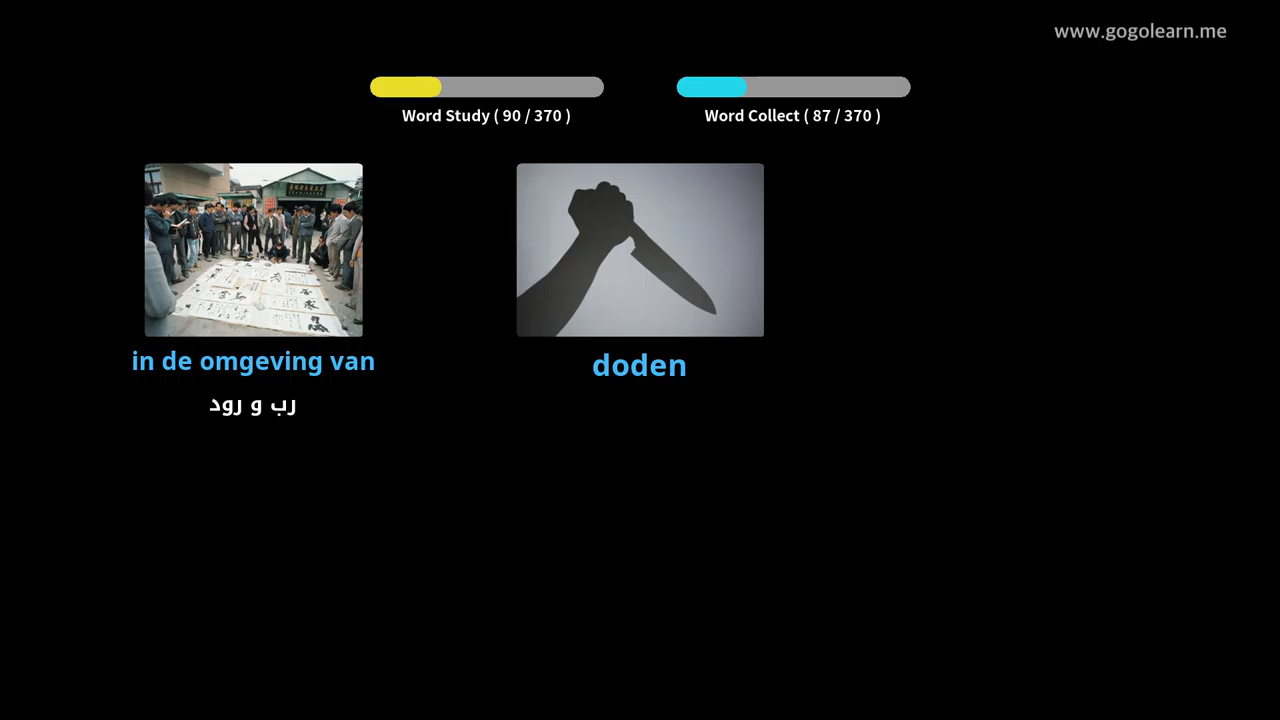 www.gogolearn.me
Word Study ( 90 / 370 )
Word Collect ( 87 / 370 )
in de omgeving van
doden
رب و رود